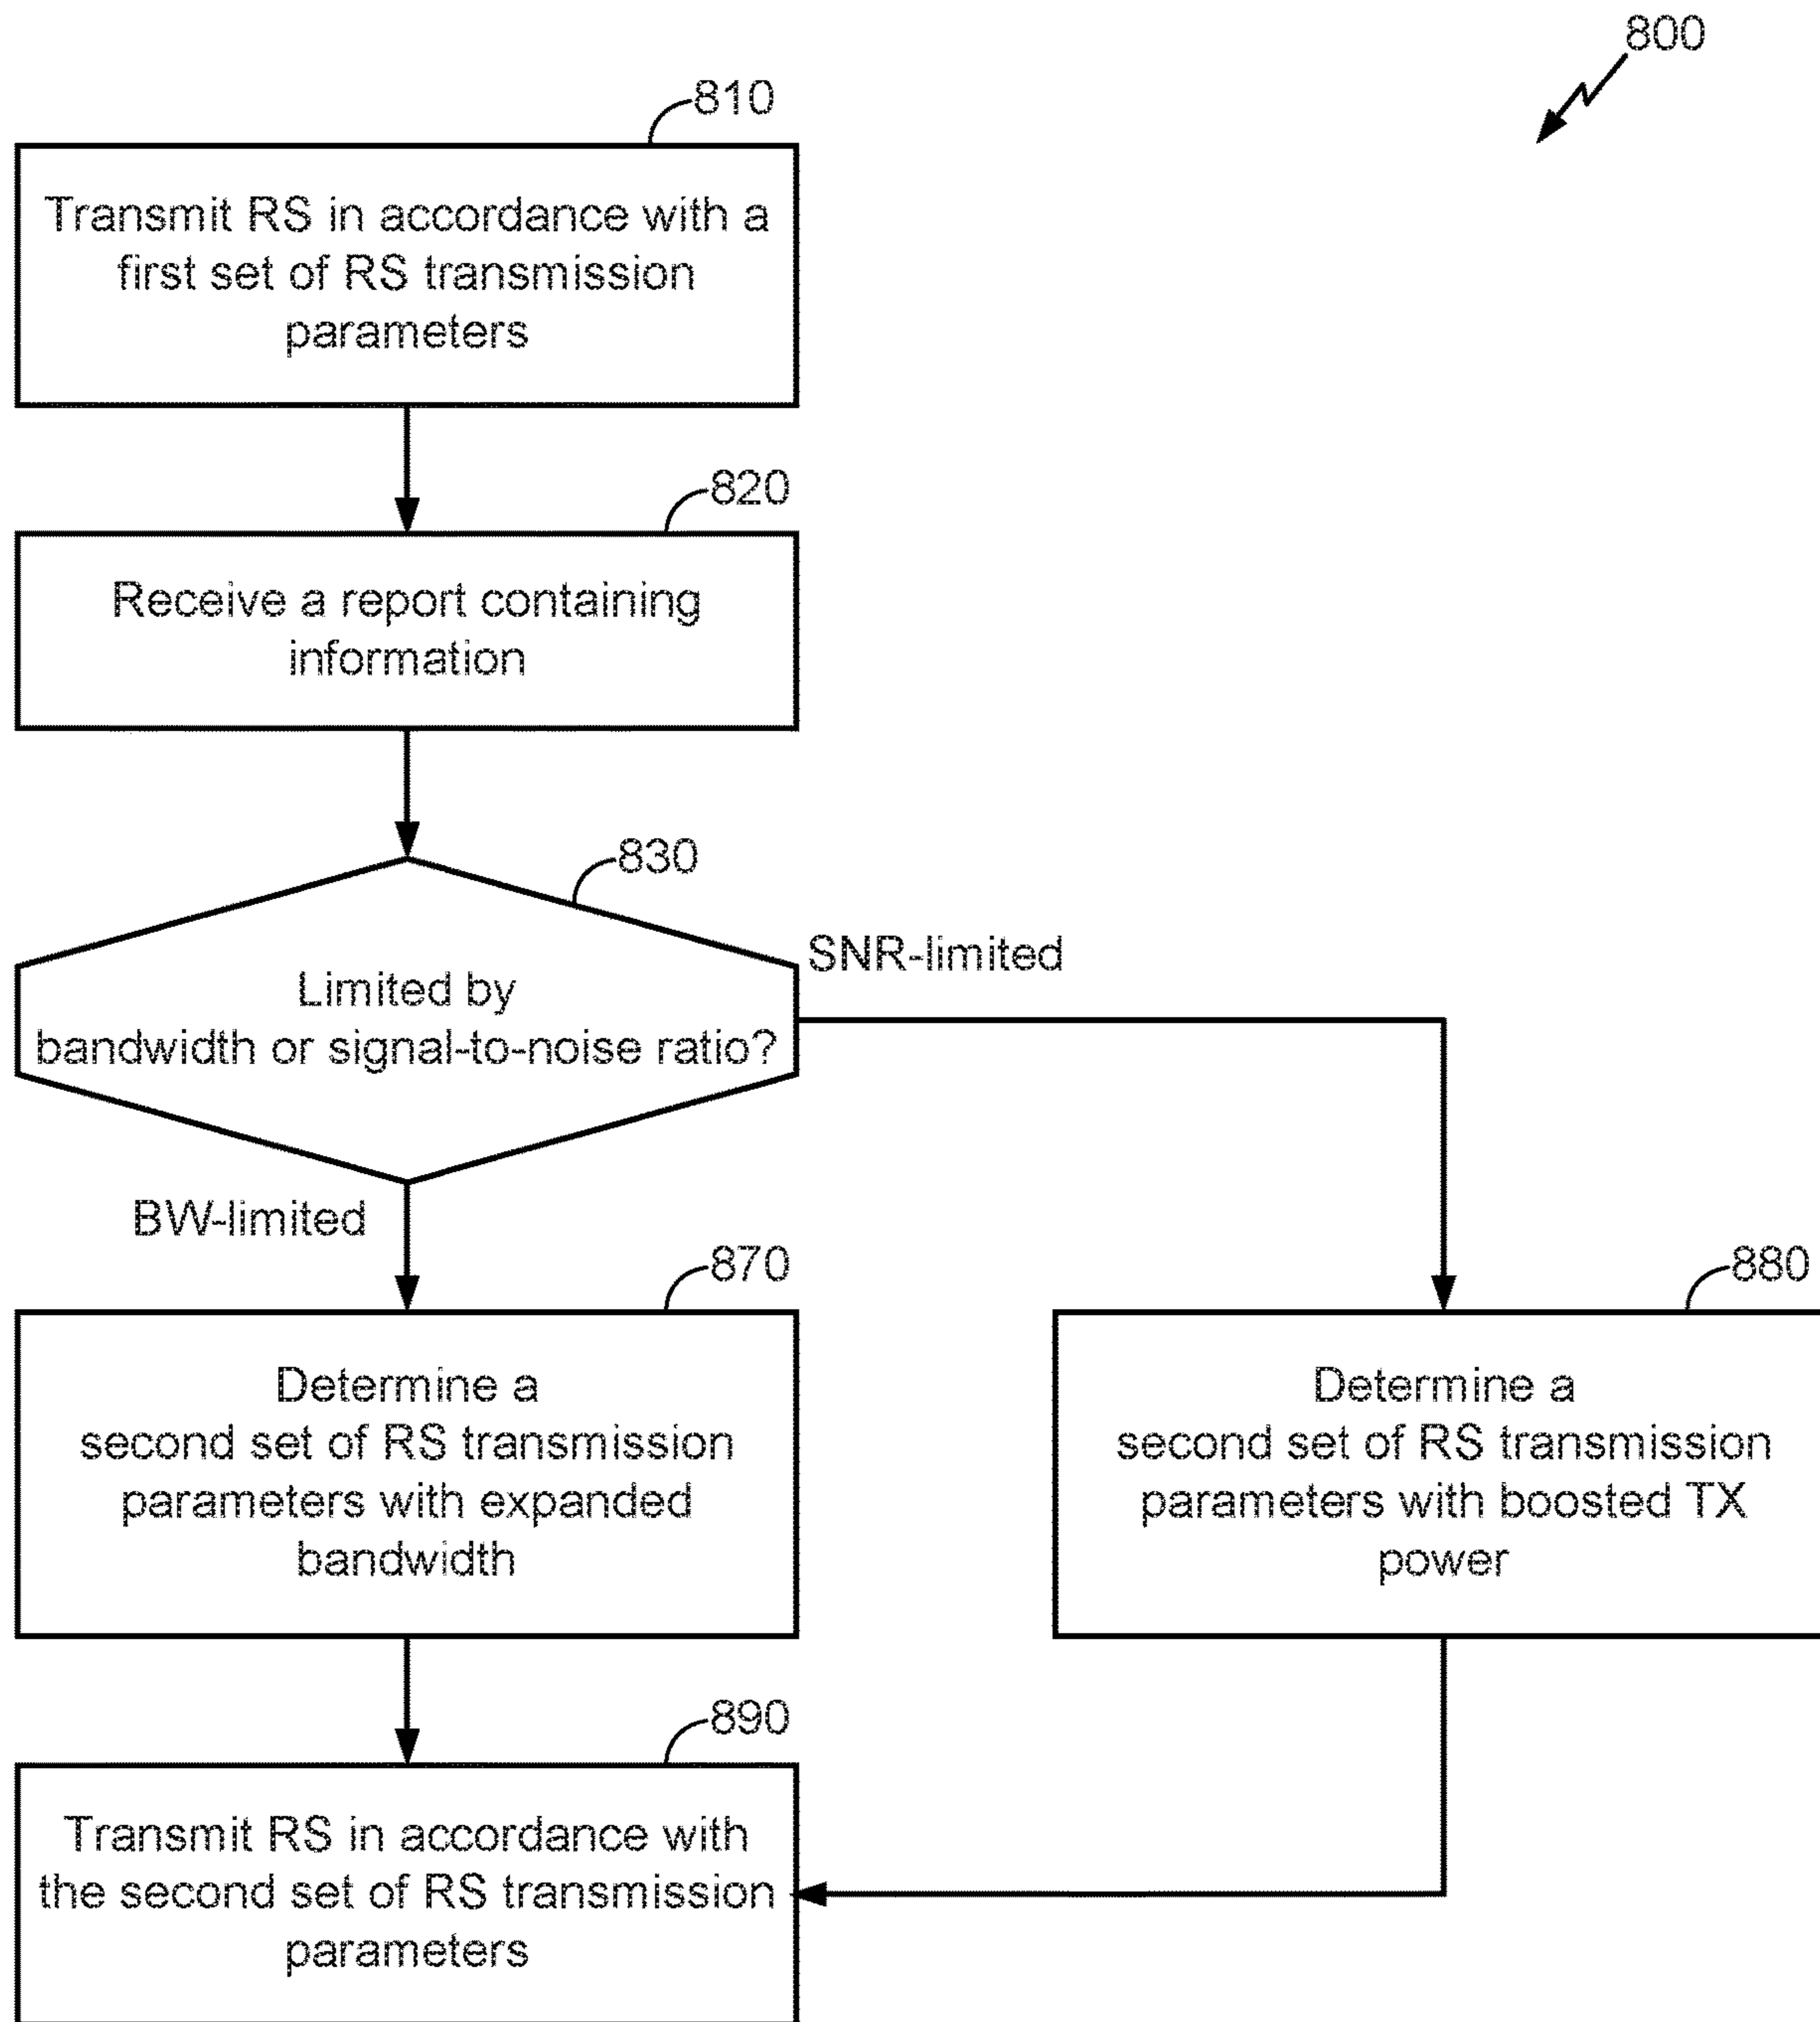 800
810
Transmit RS in accordance with a
first set of RS transmission
parameters
820
Receive a report containing
information
830
Limited by
bandwidth or signal-to-noise ratio?
SNR-limited
BW-limited
870
Determine a
second set of RS transmission
parameters with expanded
bandwidth
880
Determine a
second set of RS transmission
parameters with boosted TX
power
890
Transmit RS in accordance with
the second set of RS transmission
parameters